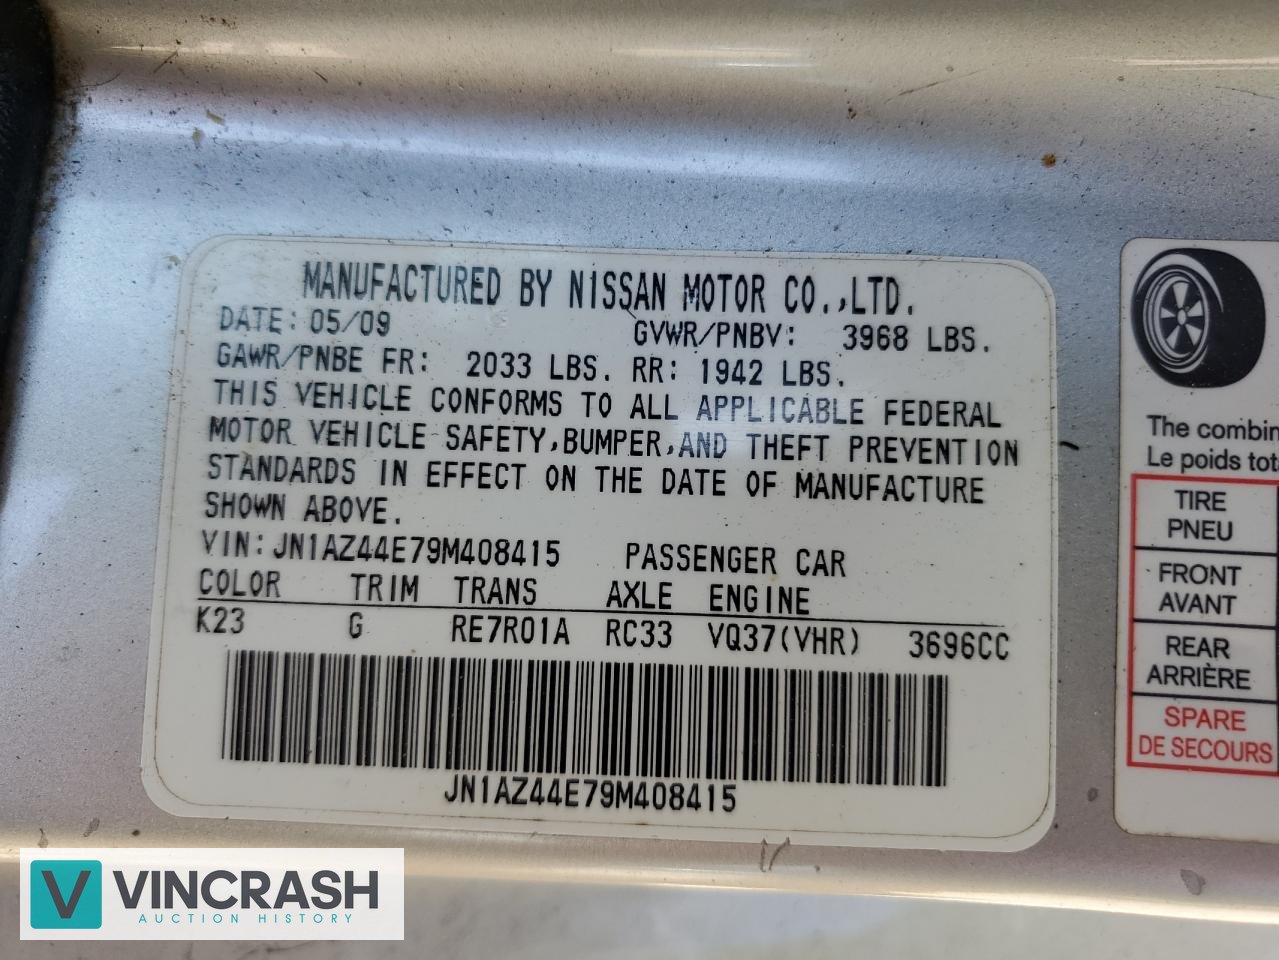 MANUFACTURED BY NISSAN MOTOR CO.,LTD.
DATE: 05/09 GVWR/PNBV: 3968 LBS.
GAWR/PNBE FR: 2033 LBS. RR: 1942 LBS.
THIS VEHICLE CONFORMS TO ALL APPLICABLE FEDERAL
MOTOR VEHICLE SAFETY,BUMPER,AND THEFT PREVENTION
STANDARDS IN EFFECT ON THE DATE OF MANUFACTURE
SHOWN ABOVE.
VIN: JN1AZ44E79M408415 PASSENGER CAR
COLOR TRIM TRANS AXLE ENGINE
K23 G RE7R01A RC33 VQ37(VHR) 3696CC
JN1AZ44E79M408415
The combin
Le poids tot
TIRE
PNEU
FRONT
AVANT
REAR
ARRIÈRE
SPARE
DE SECOURS
V VINCRASH
AUCTION HISTORY